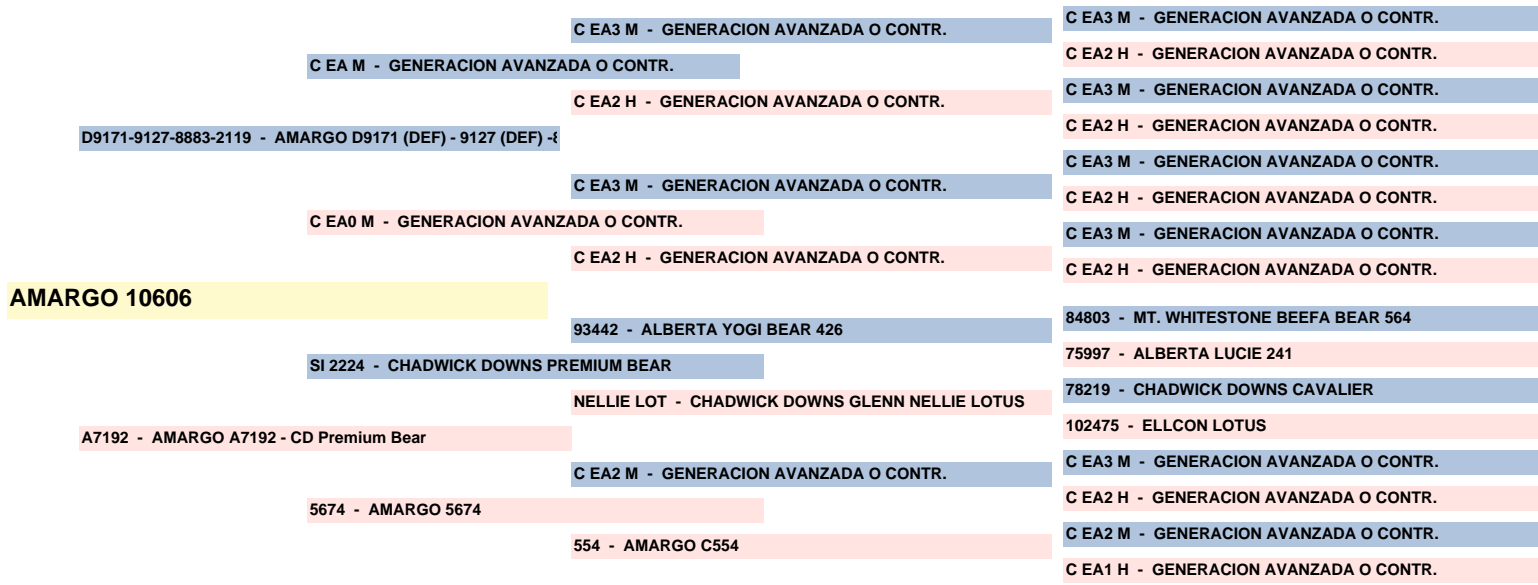 C EA3 M - GENERACION AVANZADA O CONTR.
C EA3 M - GENERACION AVANZADA O CONTR.
C EA2 H - GENERACION AVANZADA O CONTR.
C EA M - GENERACION AVANZADA O CONTR.
C EA3 M - GENERACION AVANZADA O CONTR.
C EA2 H - GENERACION AVANZADA O CONTR.
C EA2 H - GENERACION AVANZADA O CONTR.
D9171-9127-8883-2119 - AMARGO D9171 (DEF) - 9127 (DEF) -8
C EA3 M - GENERACION AVANZADA O CONTR.
C EA3 M - GENERACION AVANZADA O CONTR.
C EA2 H - GENERACION AVANZADA O CONTR.
C EA0 M - GENERACION AVANZADA O CONTR.
C EA3 M - GENERACION AVANZADA O CONTR.
C EA2 H - GENERACION AVANZADA O CONTR.
C EA2 H - GENERACION AVANZADA O CONTR.
AMARGO 10606
84803 - MT. WHITESTONE BEEFA BEAR 564
93442 - ALBERTA YOGI BEAR 426
75997 - ALBERTA LUCIE 241
SI 2224 - CHADWICK DOWNS PREMIUM BEAR
78219 - CHADWICK DOWNS CAVALIER
NELLIE LOT - CHADWICK DOWNS GLENN NELLIE LOTUS
102475 - ELLCON LOTUS
A7192 - AMARGO A7192 - CD Premium Bear
C EA3 M - GENERACION AVANZADA O CONTR.
C EA2 M - GENERACION AVANZADA O CONTR.
C EA2 H - GENERACION AVANZADA O CONTR.
5674 - AMARGO 5674
C EA2 M - GENERACION AVANZADA O CONTR.
554 - AMARGO C554
C EA1 H - GENERACION AVANZADA O CONTR.